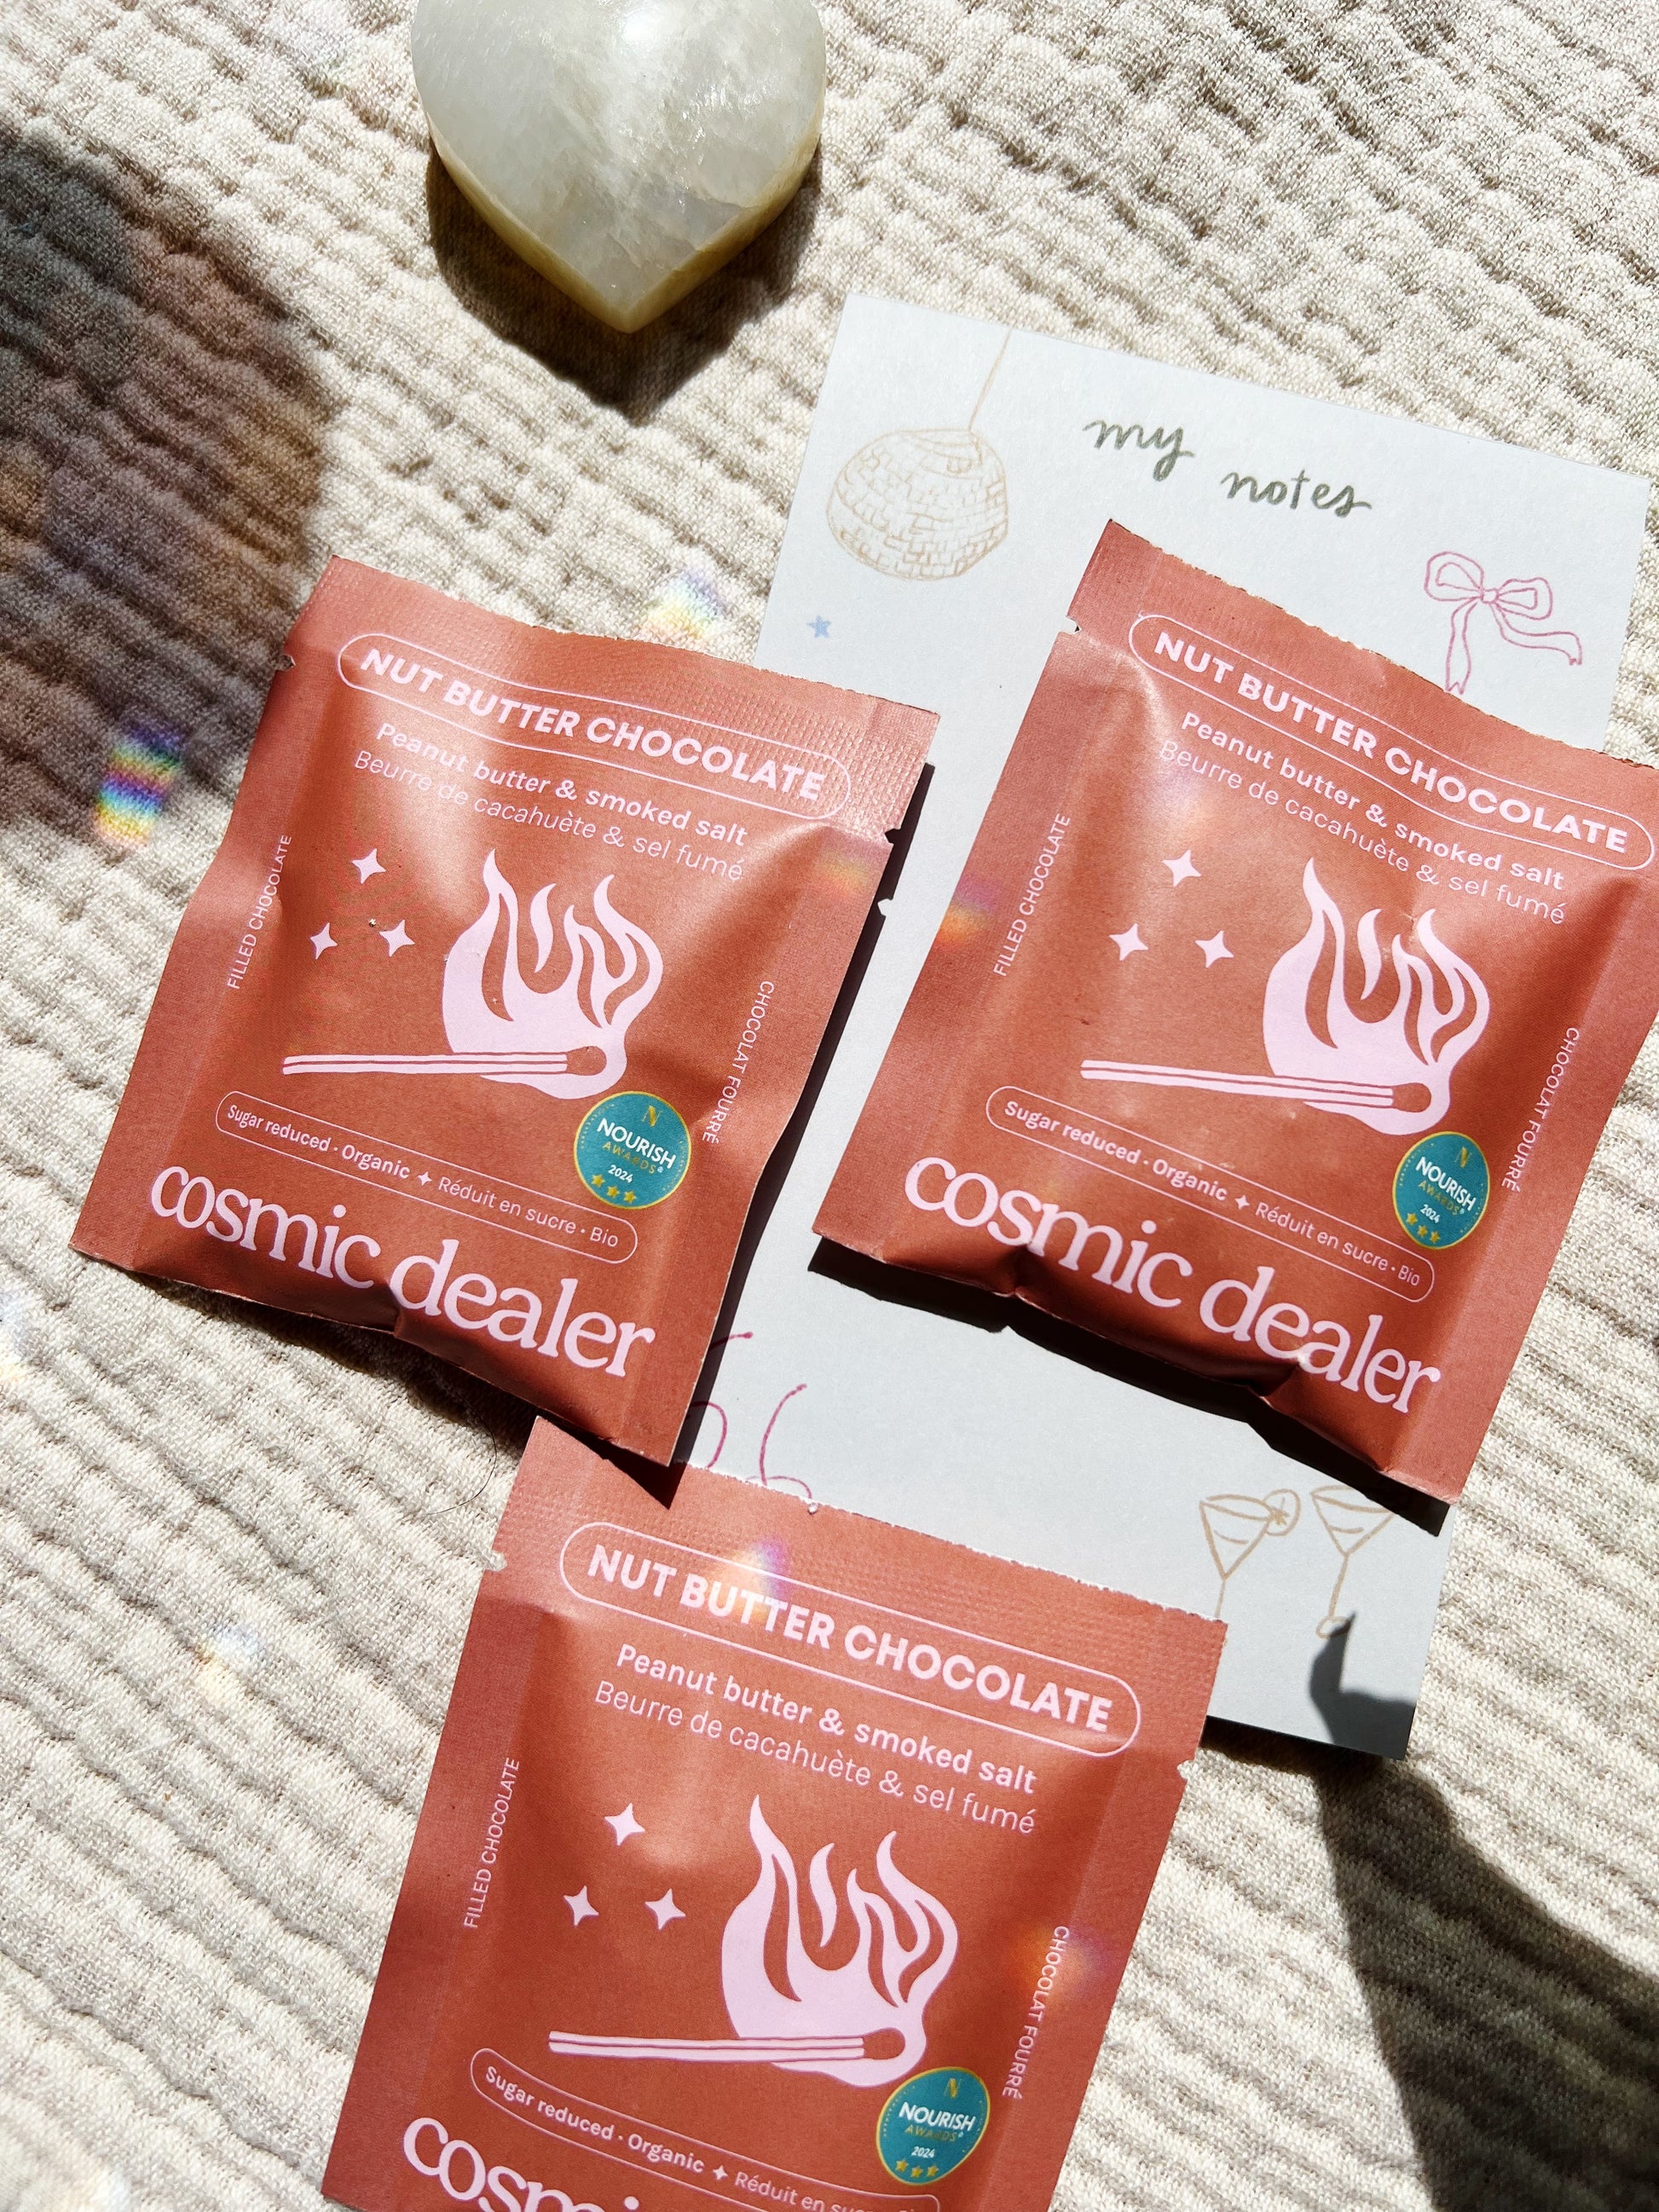 my notes
NUT BUTTER CHOCOLATE
Peanut butter & smoked salt
Beurre de cacahuète & sel fumé
FILLED CHOCOLATE
CHOCOLAT FOURRÉ
N
NOURISH
AWARDS®
2024
Sugar reduced · Organic ✦ Réduit en sucre · Bio
cosmic dealer
NUT BUTTER CHOCOLATE
Peanut butter & smoked salt
Beurre de cacahuète & sel fumé
FILLED CHOCOLATE
CHOCOLAT FOURRÉ
N
NOURISH
AWARDS®
2024
Sugar reduced · Organic ✦ Réduit en sucre · Bio
cosmic dealer
NUT BUTTER CHOCOLATE
Peanut butter & smoked salt
Beurre de cacahuète & sel fumé
FILLED CHOCOLATE
CHOCOLAT FOURRÉ
N
NOURISH
AWARDS®
2024
Sugar reduced · Organic ✦ Réduit en
cosmic